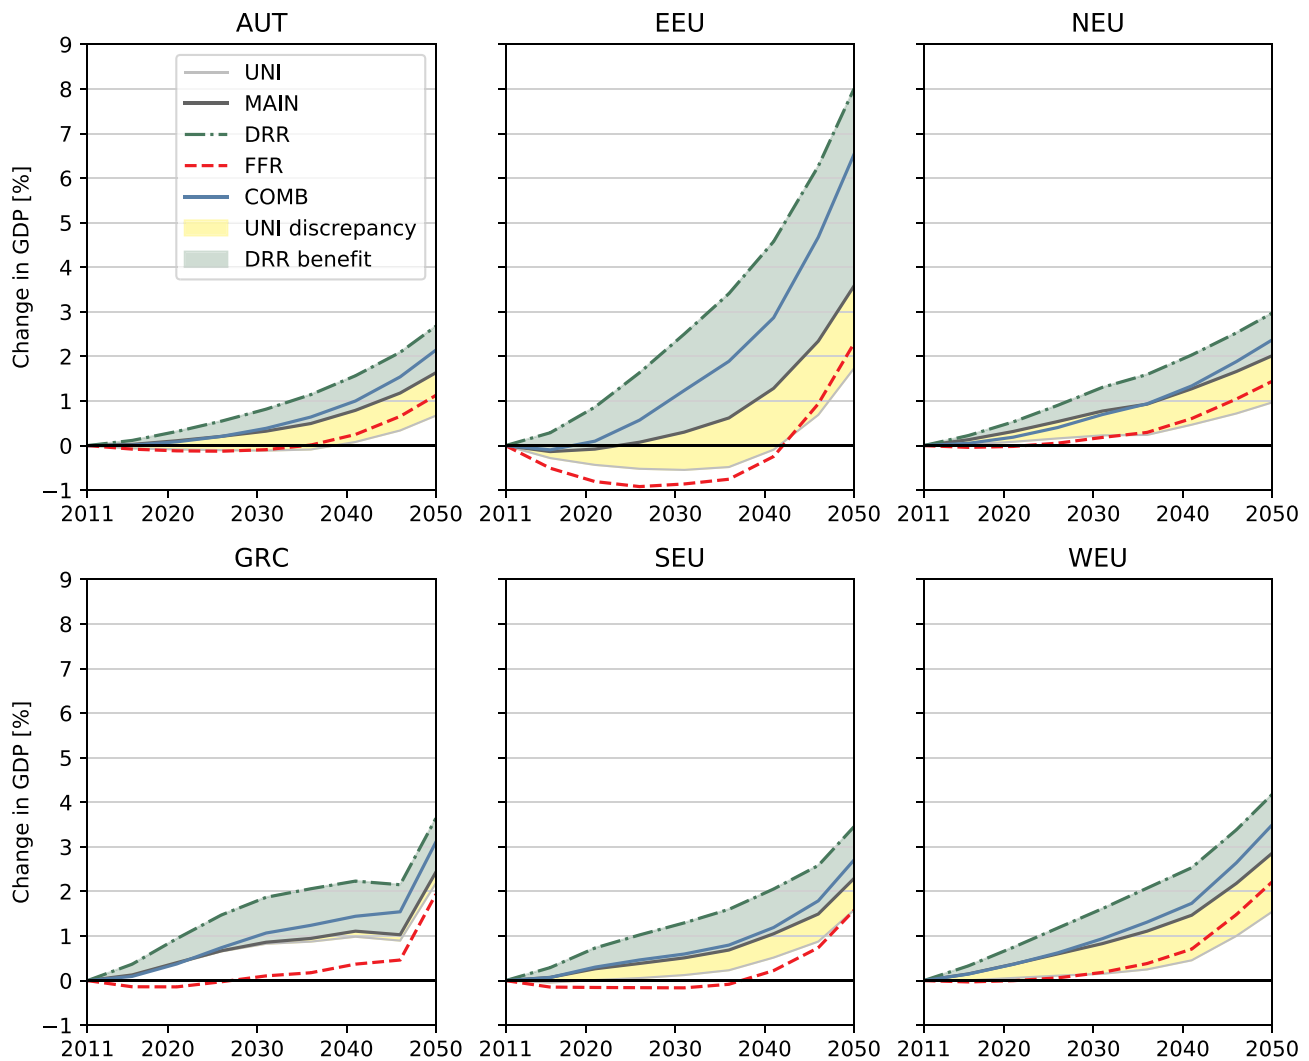 AUT
EEU
NEU
9
8
7
6
5
4
3
2
1
0
−1
Change in GDP [%]
UNI
MAIN
DRR
FFR
COMB
UNI discrepancy
DRR benefit
2011 2020 2030 2040 2050
2011 2020 2030 2040 2050
2011 2020 2030 2040 2050
GRC
SEU
WEU
9
8
7
6
5
4
3
2
1
0
−1
Change in GDP [%]
2011 2020 2030 2040 2050
2011 2020 2030 2040 2050
2011 2020 2030 2040 2050